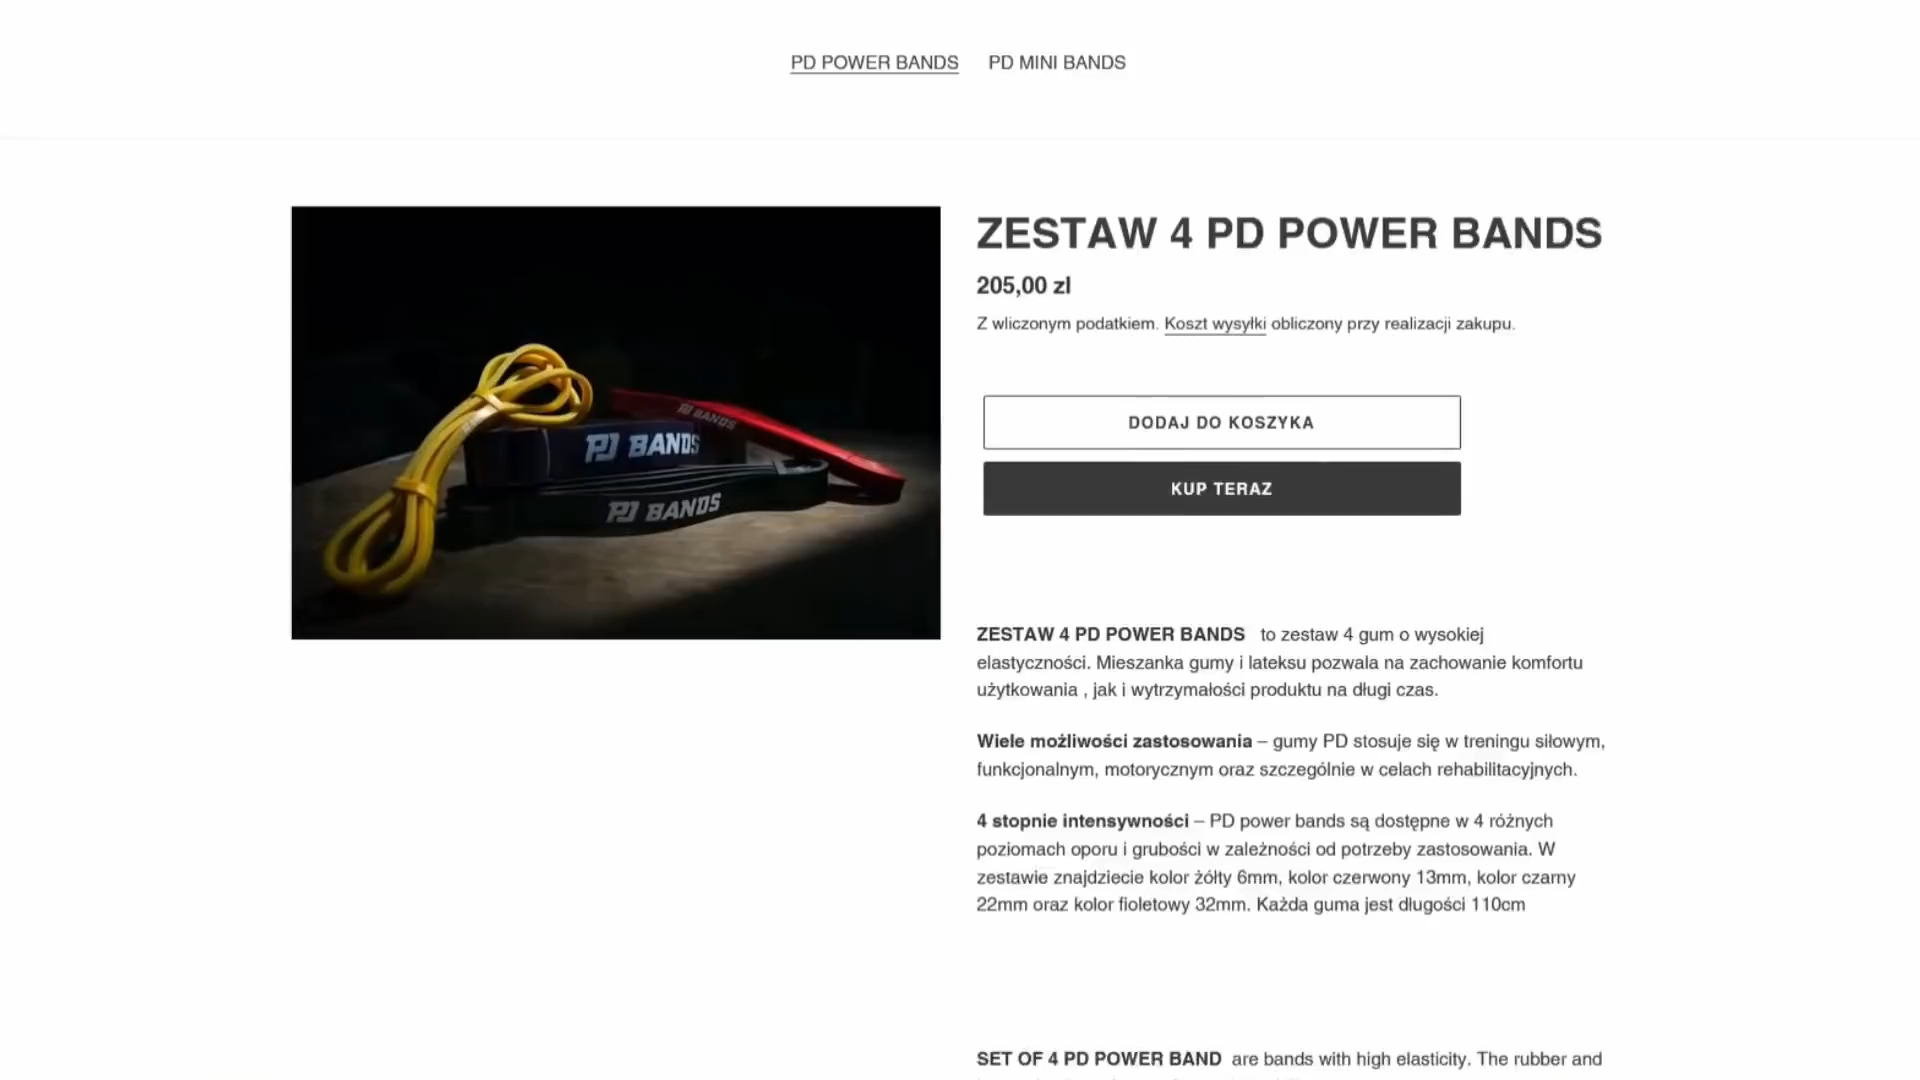 PD POWER BANDS PD MINI BANDS
ZESTAW 4 PD POWER BANDS
205,00 zl
Z wliczonym podatkiem. Koszt wysyłki obliczony przy realizacji zakupu.
PD BANDS
PD BANDS
PD BANDS
DODAJ DO KOSZYKA
KUP TERAZ
ZESTAW 4 PD POWER BANDS to zestaw 4 gum o wysokiej
elastyczności. Mieszanka gumy i lateksu pozwala na zachowanie komfortu
użytkowania , jak i wytrzymałości produktu na długi czas.
Wiele możliwości zastosowania – gumy PD stosuje się w treningu siłowym,
funkcjonalnym, motorycznym oraz szczególnie w celach rehabilitacyjnych.
4 stopnie intensywności – PD power bands są dostępne w 4 różnych
poziomach oporu i grubości w zależności od potrzeby zastosowania. W
zestawie znajdziecie kolor żółty 6mm, kolor czerwony 13mm, kolor czarny
22mm oraz kolor fioletowy 32mm. Każda guma jest długości 110cm
SET OF 4 PD POWER BAND are bands with high elasticity. The rubber and